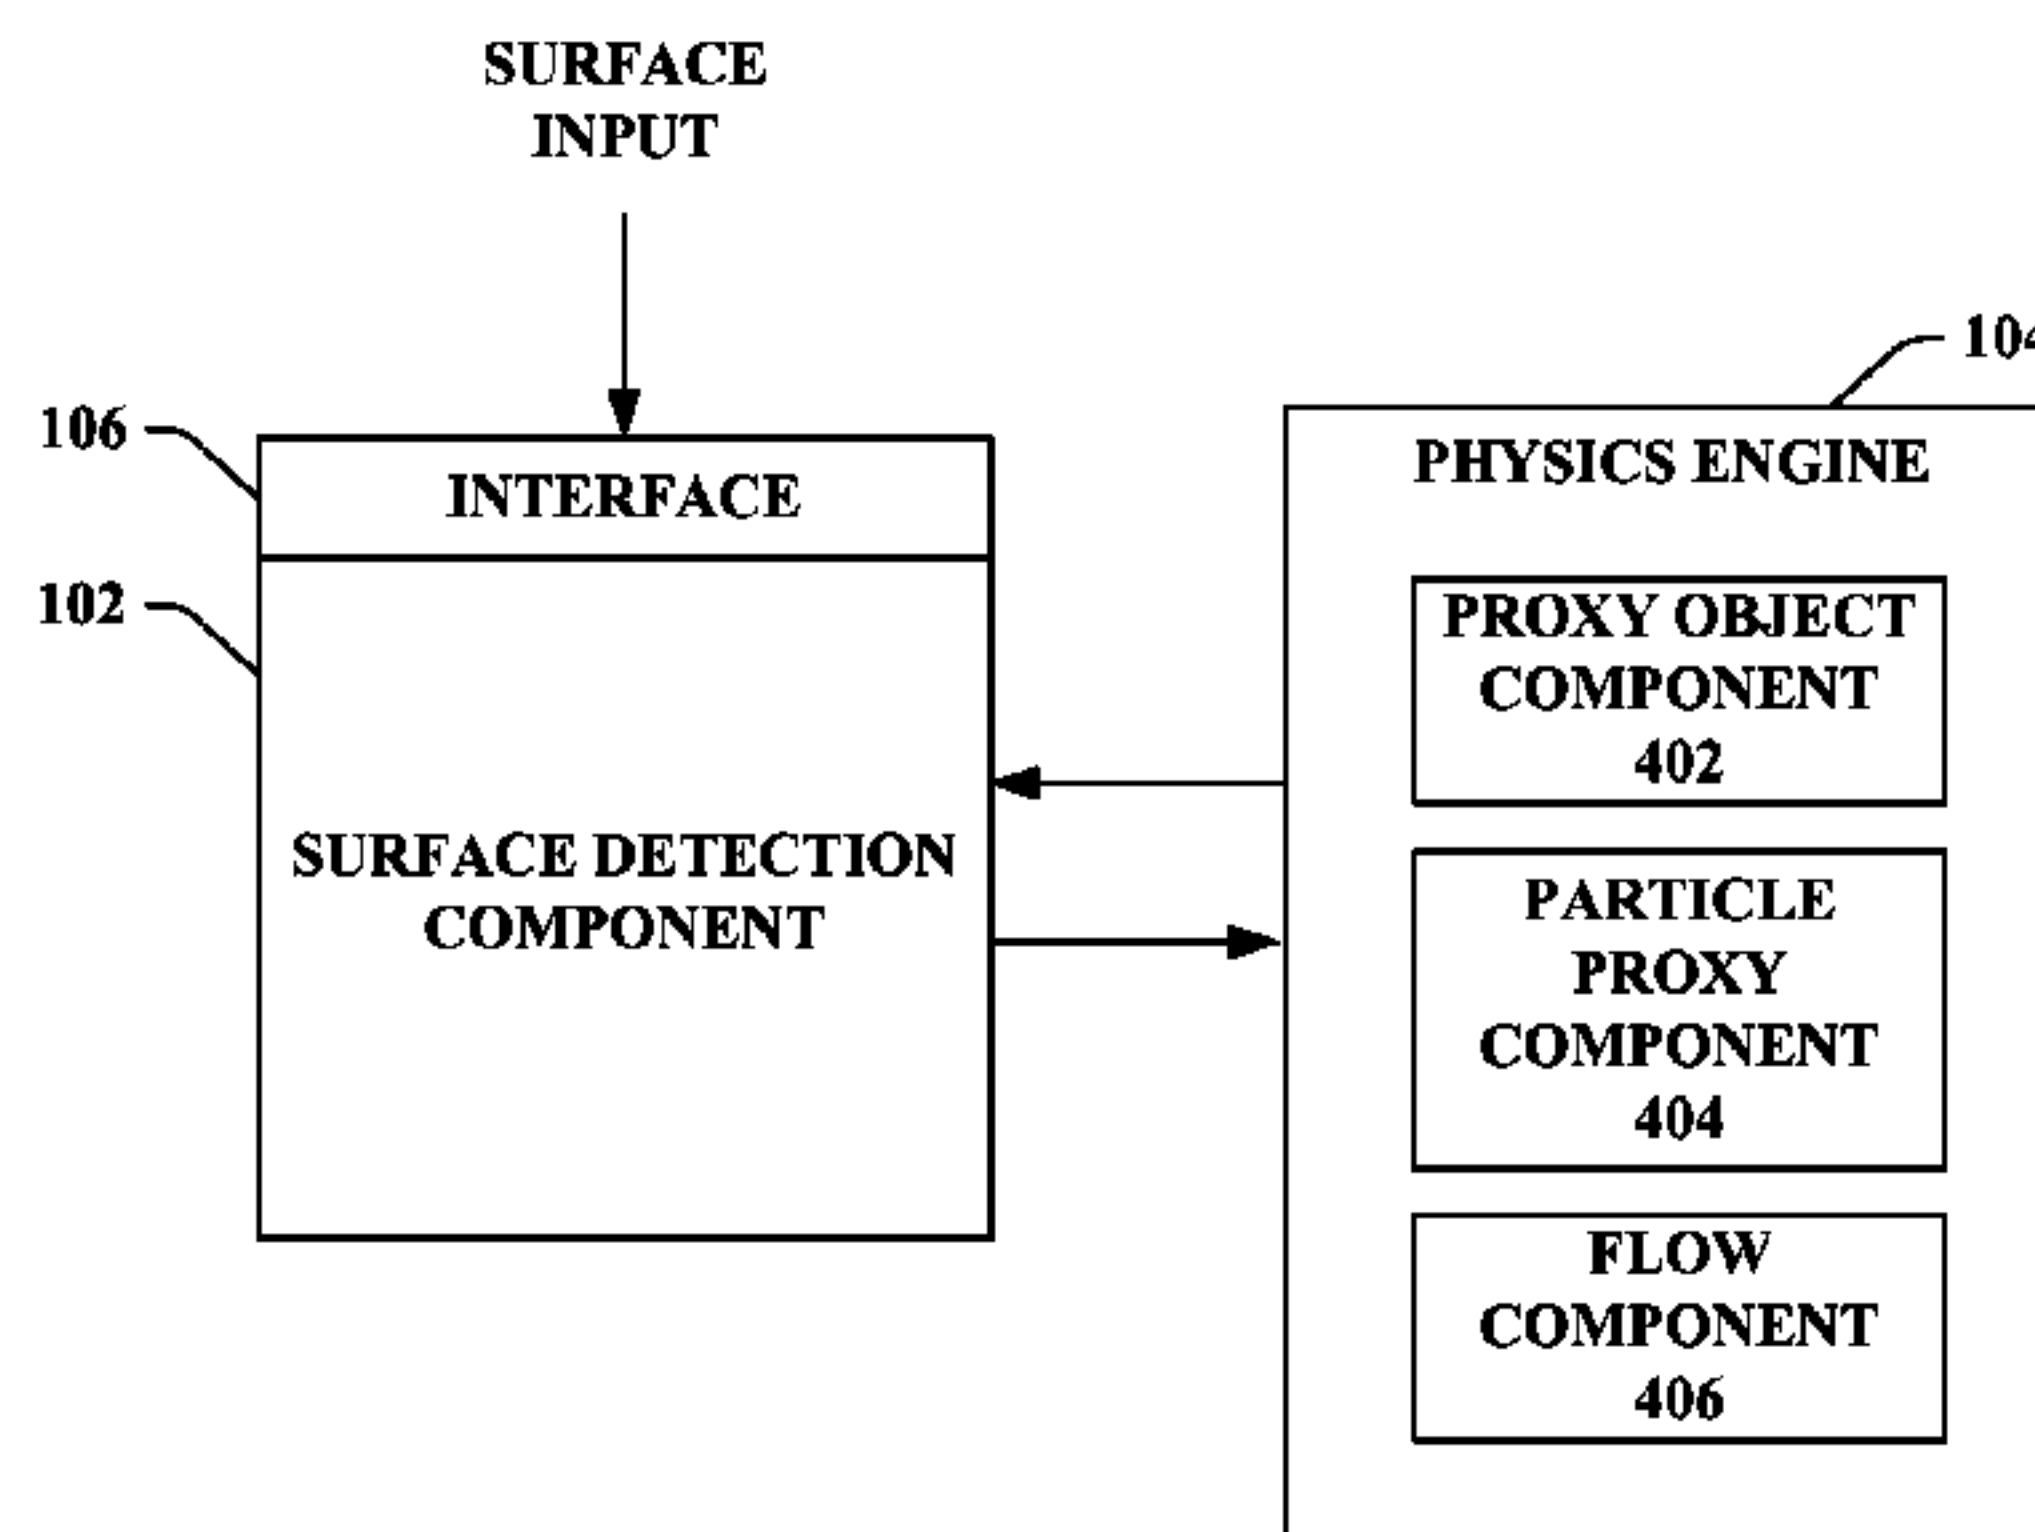 SURFACE
INPUT
104
106
INTERFACE
PHYSICS ENGINE
102
PROXY OBJECT
COMPONENT
402
SURFACE DETECTION
COMPONENT
PARTICLE
PROXY
COMPONENT
404
FLOW
COMPONENT
406